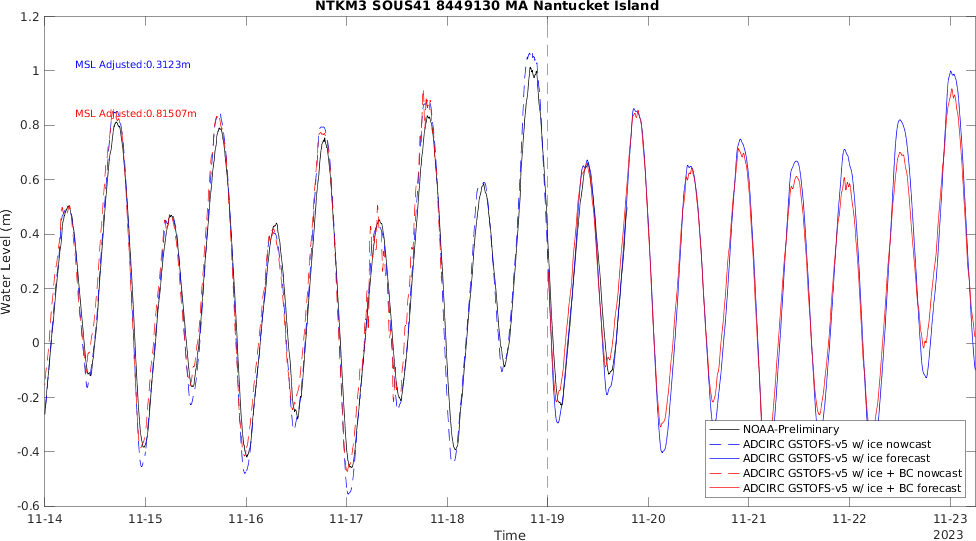 NTKM3 SOUS41 8449130 MA Nantucket Island
1.2
1
0.8
0.6
0.4
0.2
0
-0.2
-0.4
-0.6
Water Level (m)
MSL Adjusted:0.3123m
MSL Adjusted:0.81507m
NOAA-Preliminary
ADCIRC GSTOFS-v5 w/ ice nowcast
ADCIRC GSTOFS-v5 w/ ice forecast
ADCIRC GSTOFS-v5 w/ ice + BC nowcast
ADCIRC GSTOFS-v5 w/ ice + BC forecast
11-14 11-15 11-16 11-17 11-18 11-19 11-20 11-21 11-22 11-23
Time
2023